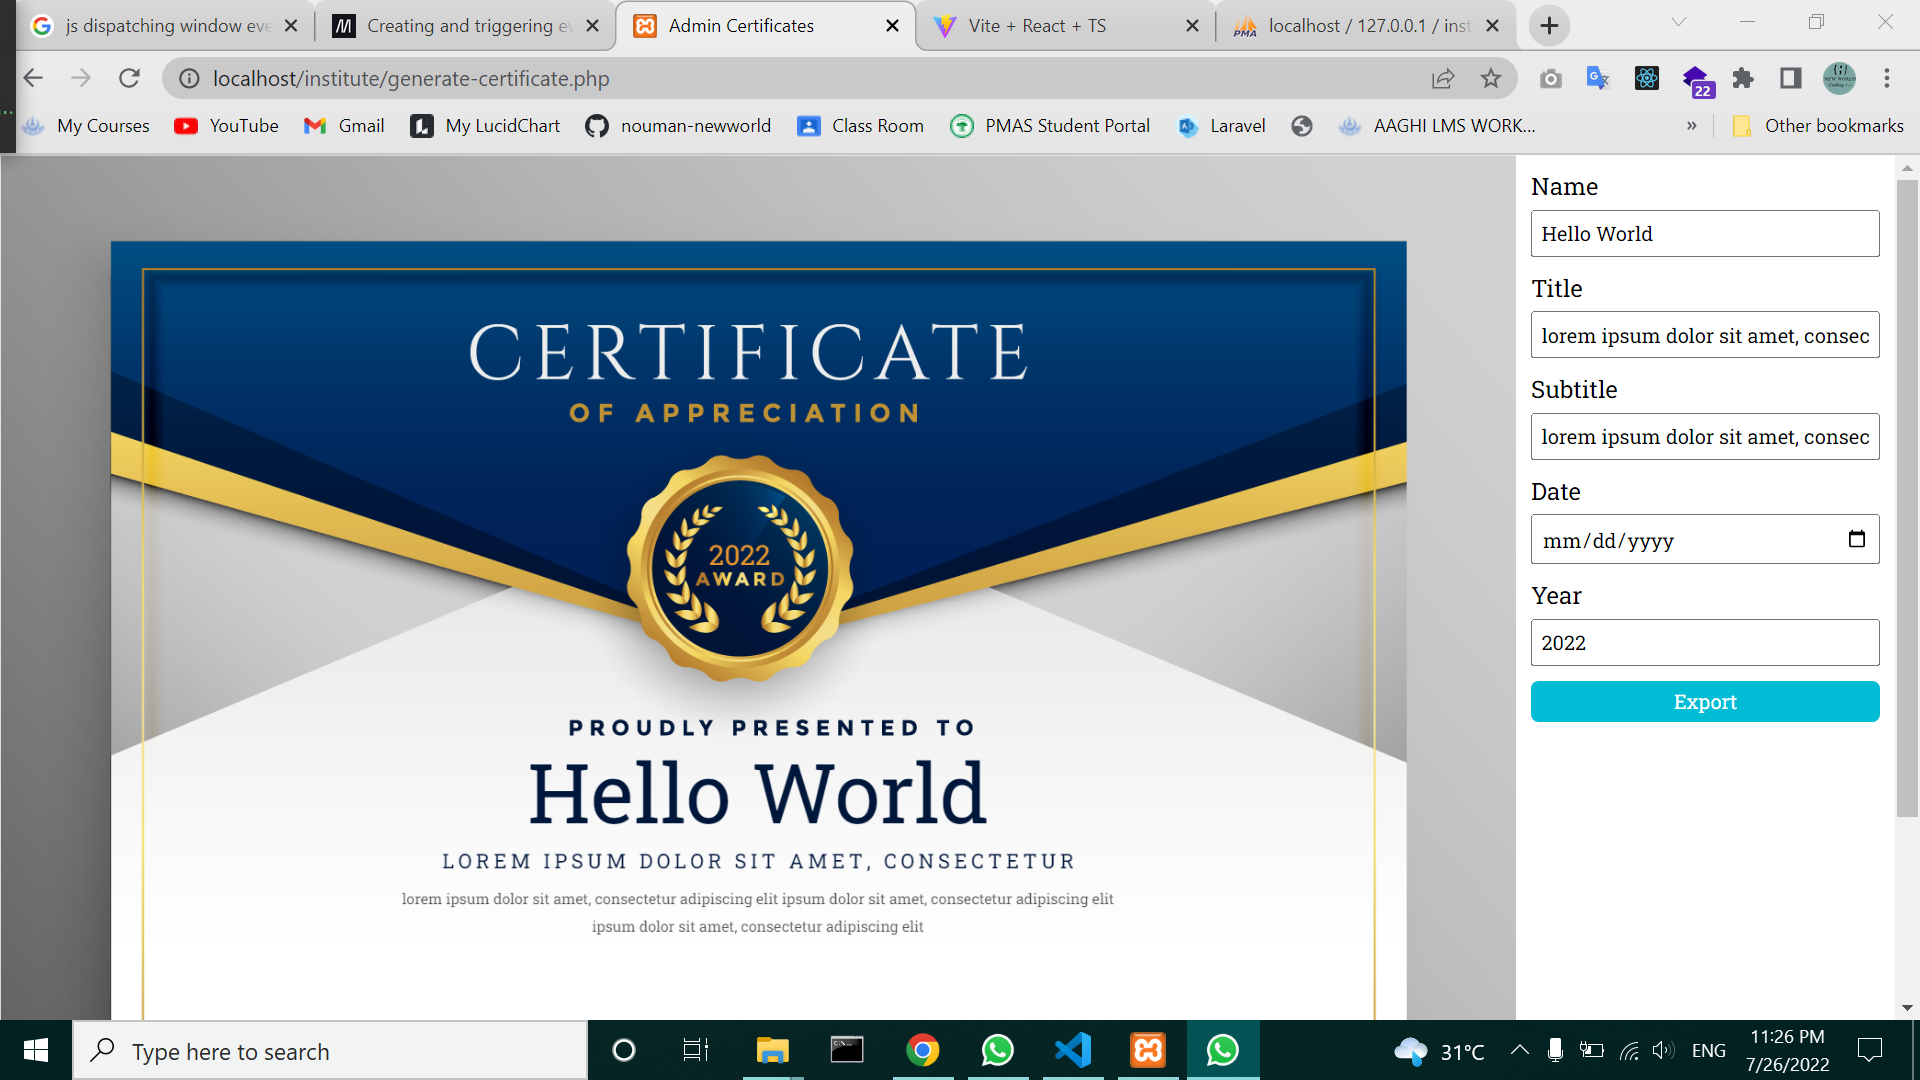 js dispatching window eve
Creating and triggering ev
Admin Certificates
Vite + React + TS
localhost / 127.0.0.1 / inst
localhost/institute/generate-certificate.php
22
My Courses
YouTube
Gmail
My LucidChart
nouman-newworld
Class Room
PMAS Student Portal
Laravel
AAGHI LMS WORK...
»
Other bookmarks
CERTIFICATE
OF APPRECIATION
2022
AWARD
PROUDLY PRESENTED TO
Hello World
LOREM IPSUM DOLOR SIT AMET, CONSECTETUR
lorem ipsum dolor sit amet, consectetur adipiscing elit ipsum dolor sit amet, consectetur adipiscing elit
ipsum dolor sit amet, consectetur adipiscing elit
Name
Hello World
Title
lorem ipsum dolor sit amet, consec
Subtitle
lorem ipsum dolor sit amet, consec
Date
mm/dd/yyyy
Year
2022
Export
Type here to search
31°C
ENG
11:26 PM
7/26/2022